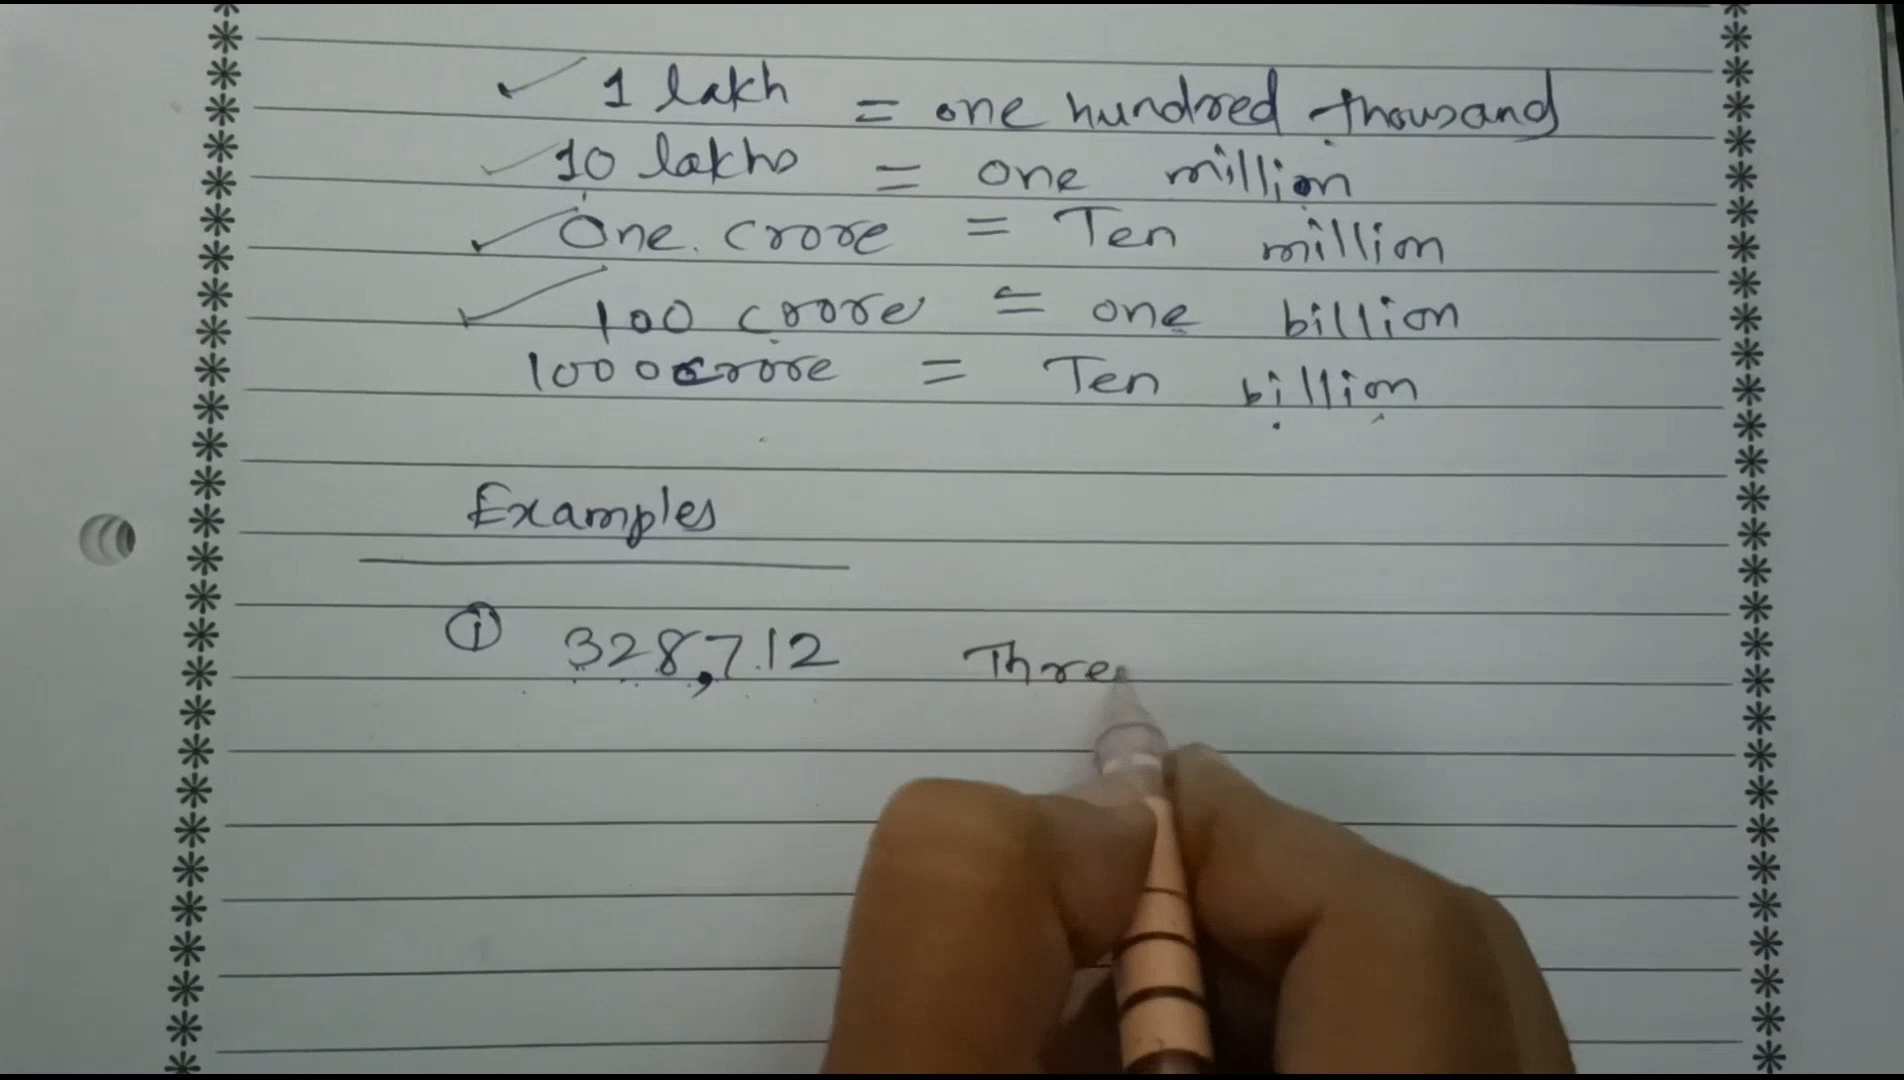 1 lakh = one hundred thousand
10 lakhs = one million
One crore = Ten million
100 crore = one billion
1000 crore = Ten billion
Examples
① 328,712 Three